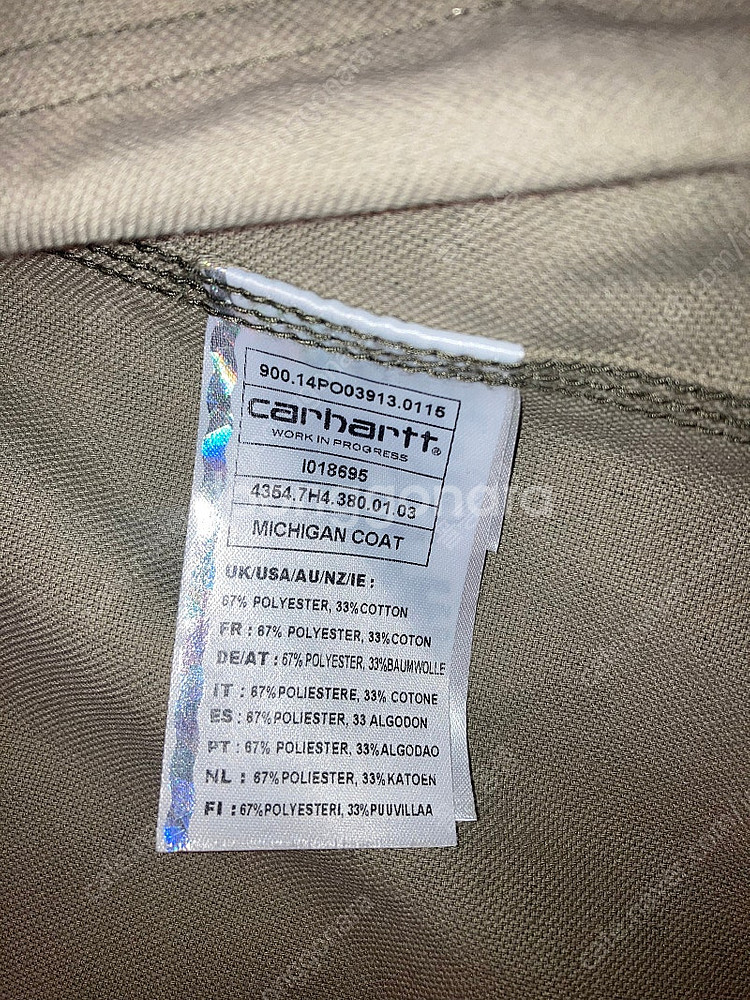 900.14PO03913.0115
carhartt®
WORK IN PROGRESS
I018695
4354.7H4.380.01.03
MICHIGAN COAT
UK/USA/AU/NZ/IE :
67% POLYESTER, 33%COTTON
FR : 67% POLYESTER, 33%COTON
DE/AT : 67% POLYESTER, 33%BAUMWOLLE
IT : 67%POLIESTERE, 33% COTONE
ES : 67%POLIESTER, 33 ALGODON
PT : 67% POLIESTER, 33%ALGODAO
NL : 67%POLYESTER, 33%KATOEN
FI : 67%POLYESTERI, 33%PUUVILLAA